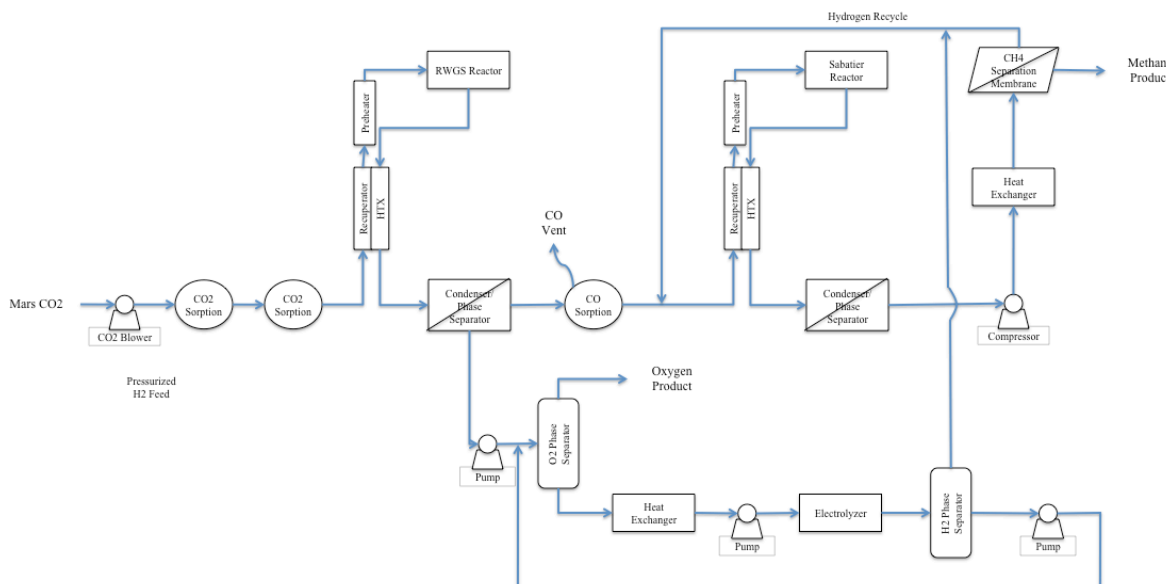 Hydrogen Recycle
RWGS Reactor
Sabatier
Reactor
CH4
Separation
Membrane
Methan
Produc
Preheater
Preheater
Recuperator
HTX
Recuperator
HTX
Heat
Exchanger
CO
Vent
Mars CO2
CO2 Blower
CO2
Sorption
CO2
Sorption
Condenser/
Phase
Separator
CO
Sorption
Condenser/
Phase
Separator
Compressor
Pressurized
H2 Feed
Oxygen
Product
Pump
O2 Phase
Separator
Heat
Exchanger
Pump
Electrolyzer
H2 Phase
Separator
Pump